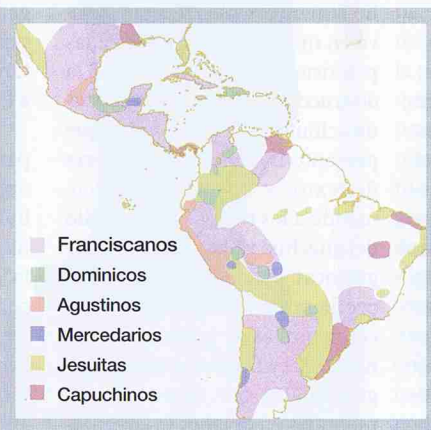 Franciscanos
Dominicos
Agustinos
Mercedarios
Jesuitas
Capuchinos